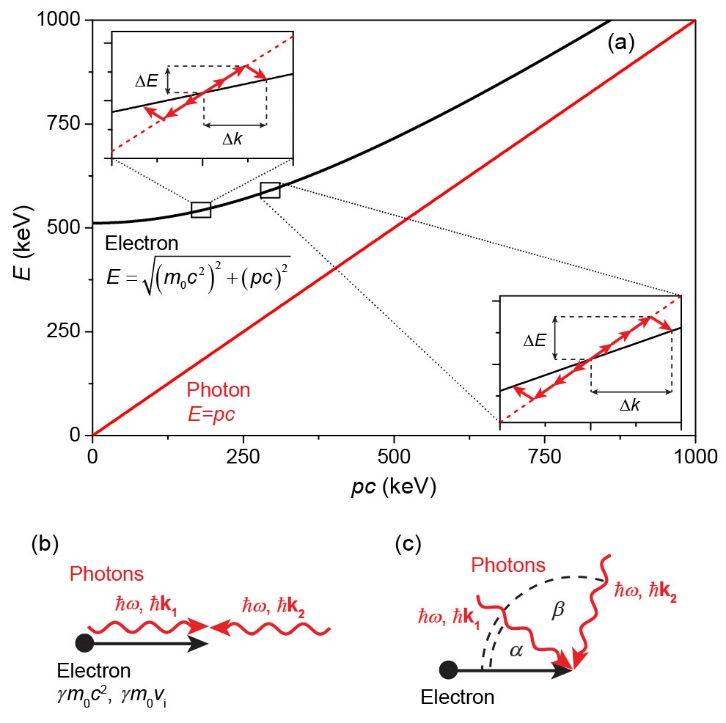 1000
750
500
250
0
E (keV)
0
250
500
750
1000
pc (keV)
(a)
ΔE
Δk
Electron
E = √((m₀c²)² + (pc)²)
Photon
E=pc
ΔE
Δk
(b)
Photons
ħω, ħk₁
ħω, ħk₂
Electron
γm₀c², γm₀vᵢ
(c)
Photons
ħω, ħk₁
ħω, ħk₂
β
α
Electron